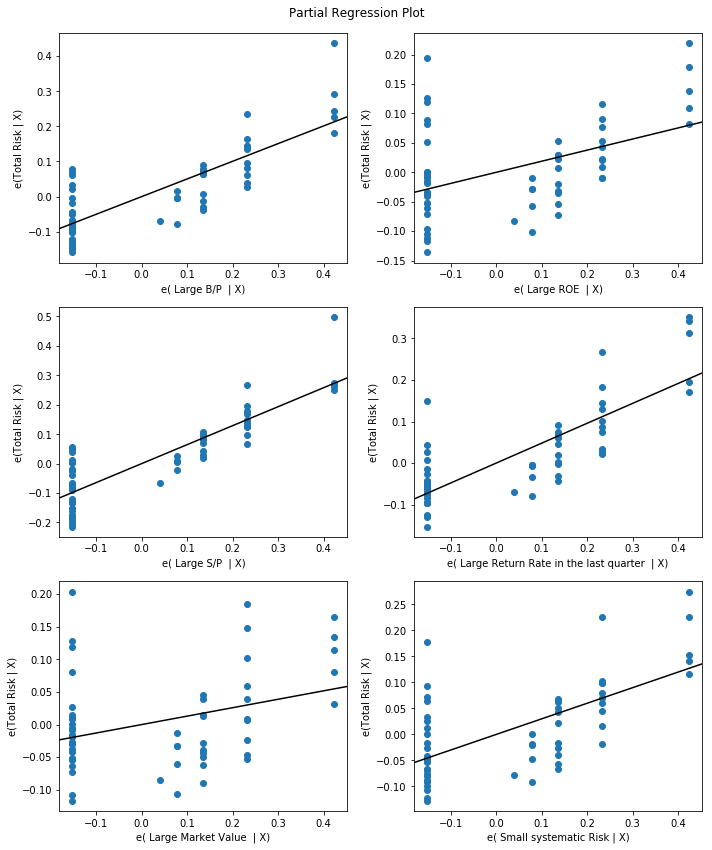 Partial Regression Plot
0.4
0.3
0.2
0.1
0.0
−0.1
e(Total Risk | X)
−0.1 0.0 0.1 0.2 0.3 0.4
e( Large B/P  | X)
0.20
0.15
0.10
0.05
0.00
−0.05
−0.10
−0.15
e(Total Risk | X)
−0.1 0.0 0.1 0.2 0.3 0.4
e( Large ROE  | X)
0.5
0.4
0.3
0.2
0.1
0.0
−0.1
−0.2
e(Total Risk | X)
−0.1 0.0 0.1 0.2 0.3 0.4
e( Large S/P  | X)
0.3
0.2
0.1
0.0
−0.1
e(Total Risk | X)
−0.1 0.0 0.1 0.2 0.3 0.4
e( Large Return Rate in the last quarter  | X)
0.20
0.15
0.10
0.05
0.00
−0.05
−0.10
e(Total Risk | X)
−0.1 0.0 0.1 0.2 0.3 0.4
e( Large Market Value  | X)
0.25
0.20
0.15
0.10
0.05
0.00
−0.05
−0.10
e(Total Risk | X)
−0.1 0.0 0.1 0.2 0.3 0.4
e( Small systematic Risk | X)